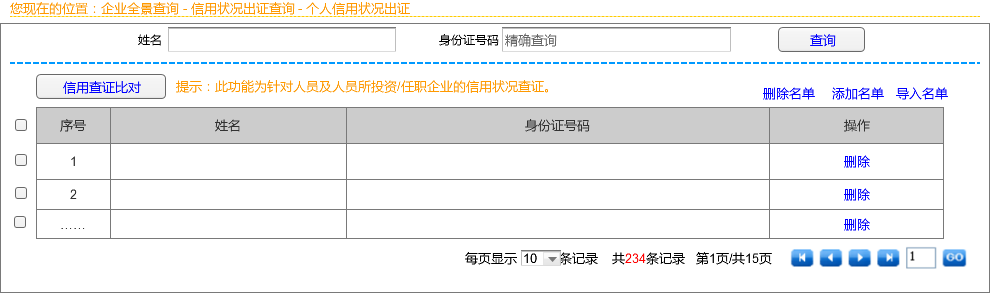 您现在的位置：企业全景查询 - 信用状况出证查询 - 个人信用状况出证
姓名 身份证号码 精确查询 查询
信用查证比对 提示：此功能为针对人员及人员所投资/任职企业的信用状况查证。
删除名单 添加名单 导入名单
序号 姓名 身份证号码 操作
1 删除
2 删除
…… 删除
每页显示 10 条记录 共234条记录 第1页/共15页 1 GO